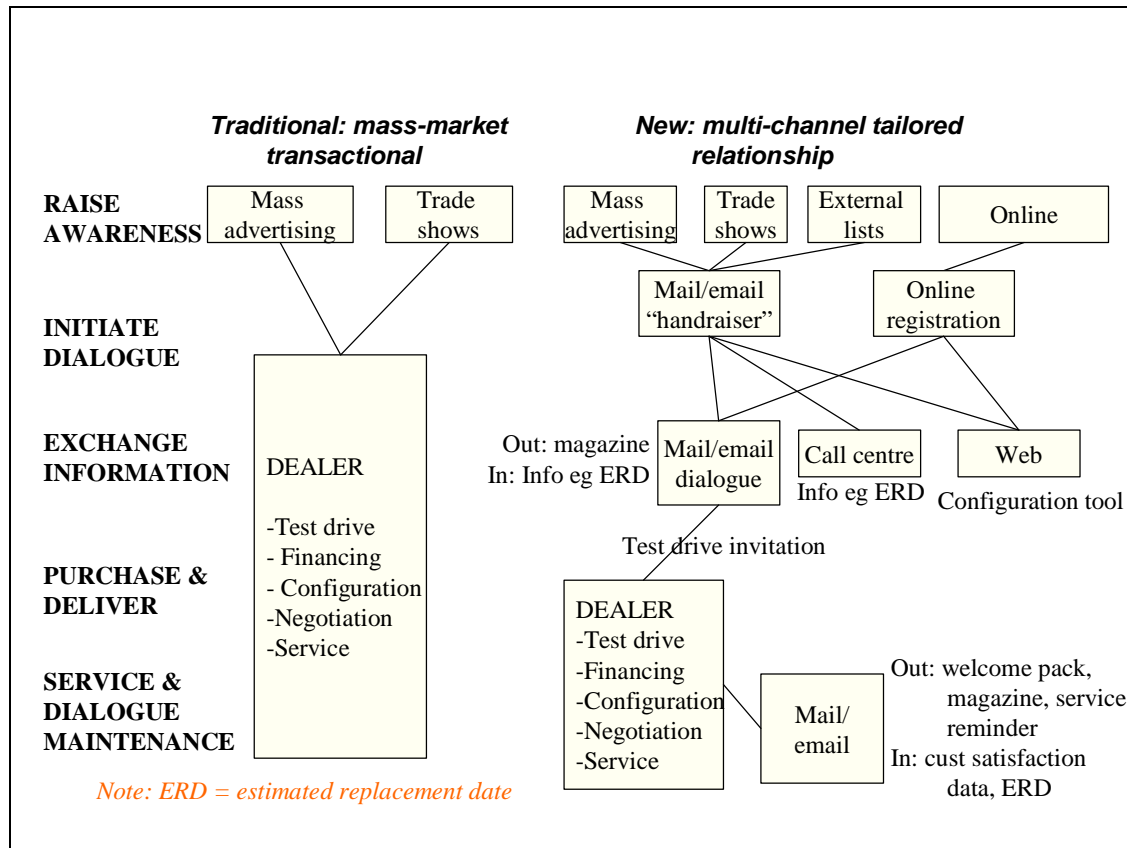 Traditional: mass-market
transactional
New: multi-channel tailored
relationship
RAISE
AWARENESS
Mass
advertising
Trade
shows
Mass
advertising
Trade
shows
External
lists
Online
INITIATE
DIALOGUE
Mail/email
“handraiser”
Online
registration
EXCHANGE
INFORMATION
Out: magazine
In: Info eg ERD
Mail/email
dialogue
Call centre
Info eg ERD
Web
Configuration tool
Test drive invitation
PURCHASE &
DELIVER
SERVICE &
DIALOGUE
MAINTENANCE
DEALER
-Test drive
- Financing
- Configuration
-Negotiation
-Service
DEALER
-Test drive
-Financing
-Configuration
-Negotiation
-Service
Mail/
email
Out: welcome pack,
magazine, service
reminder
In: cust satisfaction
data, ERD
Note: ERD = estimated replacement date